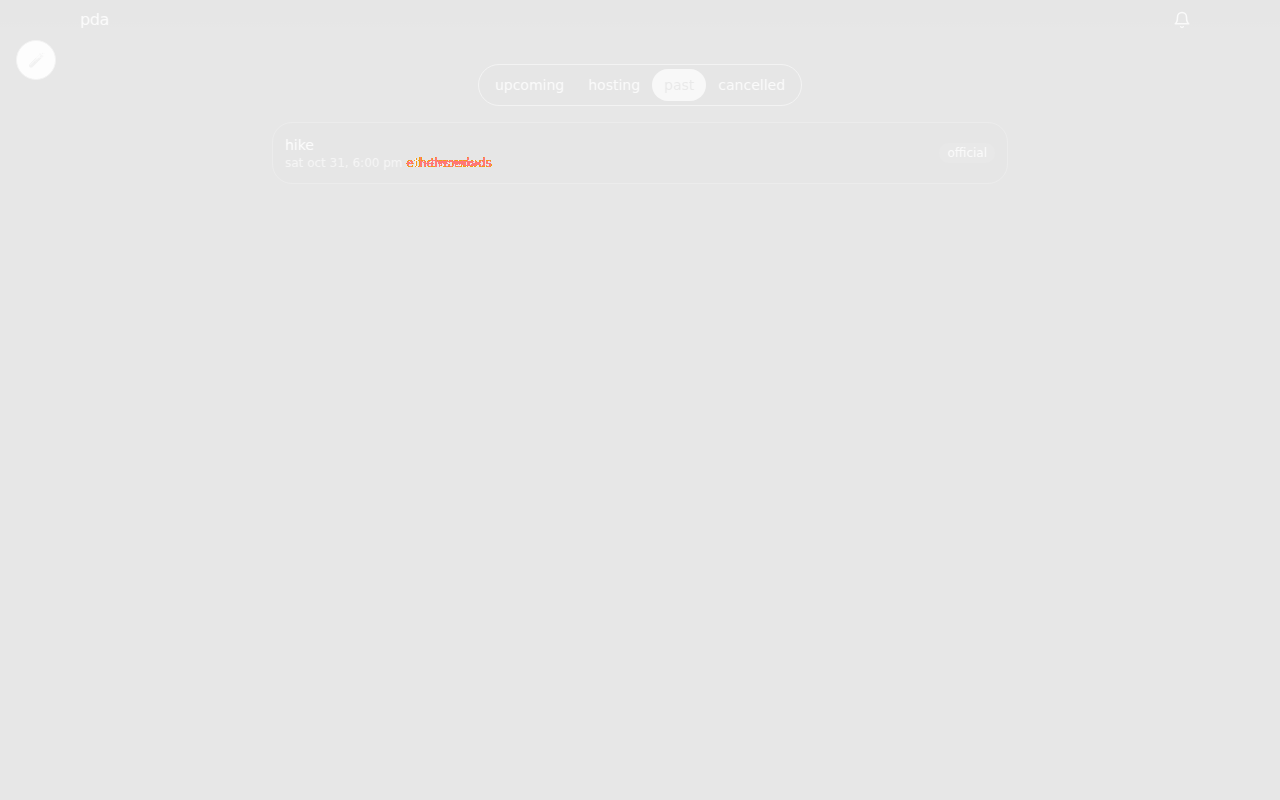 pda
upcoming
hosting
past
cancelled
hike
sat oct 31, 6:00 pm
official